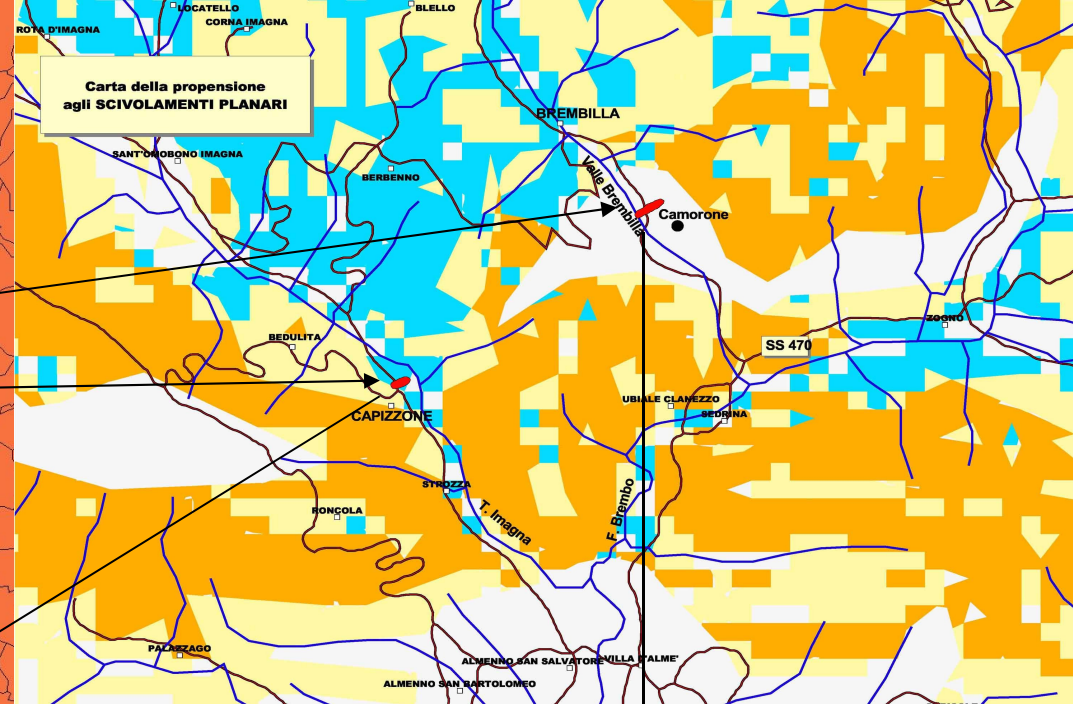 LOCATELLO
BLELLO
ROTA D'IMAGNA
CORNA IMAGNA
Carta della propensione
agli SCIVOLAMENTI PLANARI
BREMBILLA
SANT'OMOBONO IMAGNA
BERBENNO
Valle Brembilla
Camorone
ZOGNO
BEDULITA
SS 470
UBIALE CLANEZZO
CAPIZZONE
SEDRINA
STROZZA
F. Brembo
T. Imagna
RONCOLA
PALAZZAGO
ALMENNO SAN SALVATORE
VILLA D'ALME'
ALMENNO SAN BARTOLOMEO